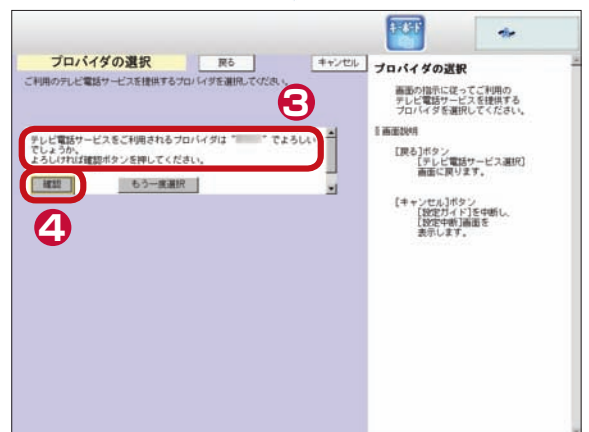 キーボード
プロバイダの選択
戻る
キャンセル
ご利用のテレビ電話サービスを提供するプロバイダを選択してください。
3
テレビ電話サービスをご利用されるプロバイダは“ ”でよろしい
でしょうか。
よろしければ確認ボタンを押してください。
確認
もう一度選択
4
プロバイダの選択
画面の指示に従ってご利用の
テレビ電話サービスを提供する
プロバイダを選択してください。
画面説明
[戻る]ボタン
[テレビ電話サービス選択]
画面に戻ります。
[キャンセル]ボタン
[設定ガイド]を中断し、
[設定中断]画面を
表示します。